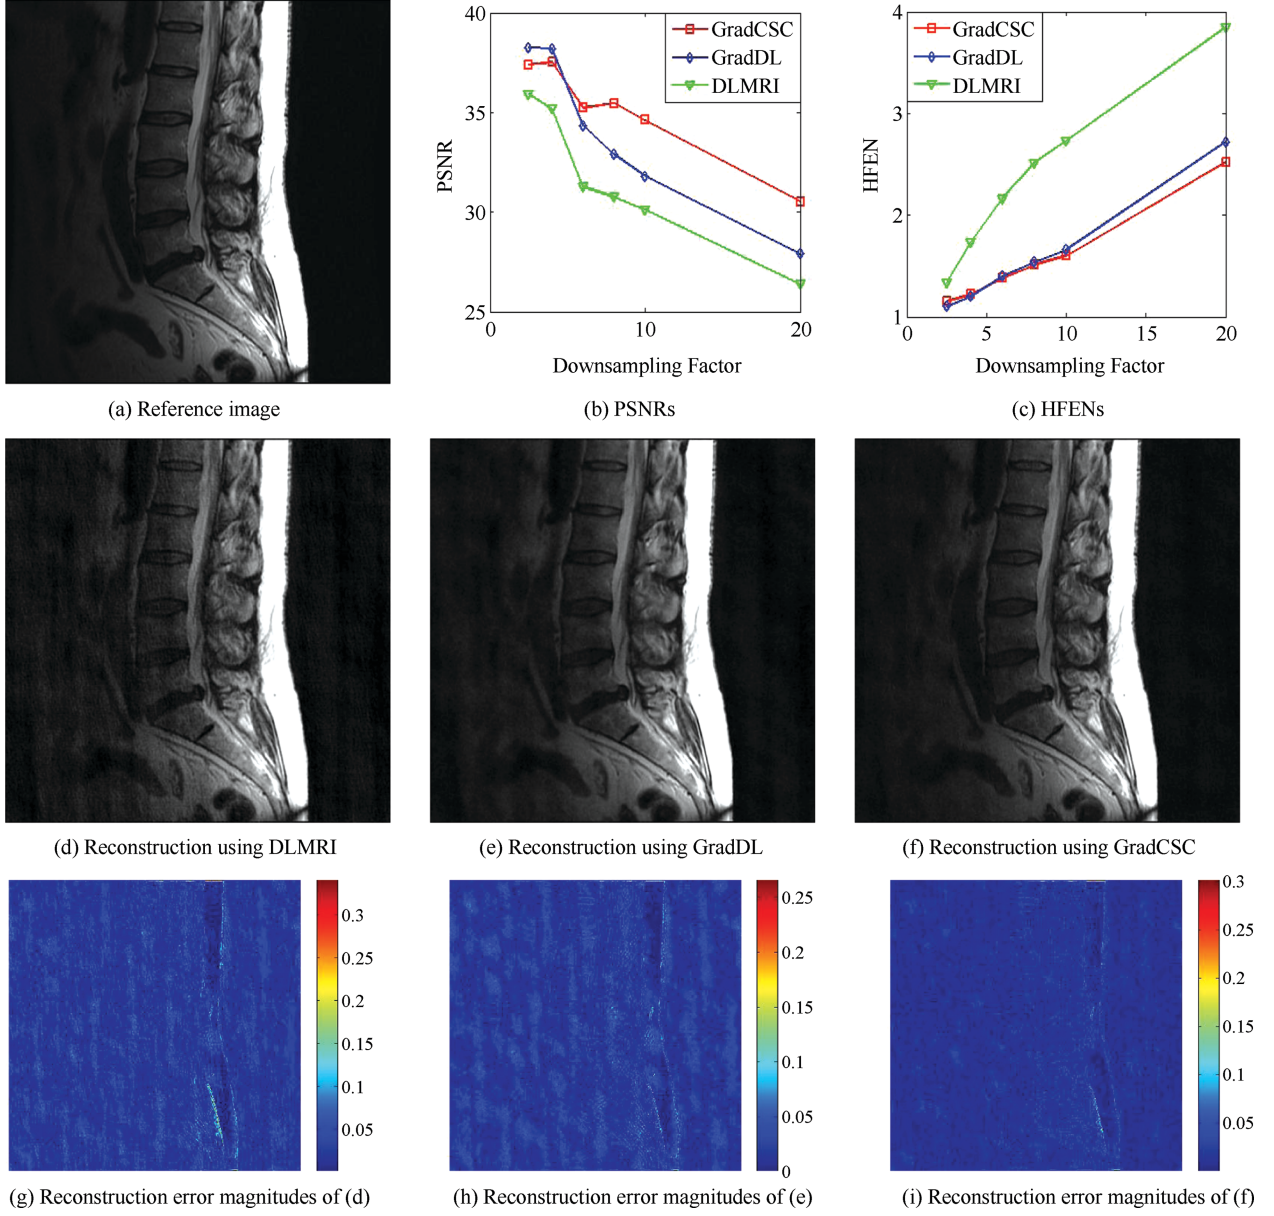 40
35
30
25
PSNR
0
10
20
Downsampling Factor
GradCSC
GradDL
DLMRI
4
3
2
1
HFEN
0
5
10
15
20
Downsampling Factor
GradCSC
GradDL
DLMRI
(a) Reference image
(b) PSNRs
(c) HFENs
(d) Reconstruction using DLMRI
(e) Reconstruction using GradDL
(f) Reconstruction using GradCSC
0.3
0.25
0.2
0.15
0.1
0.05
0.25
0.2
0.15
0.1
0.05
0
0.3
0.25
0.2
0.15
0.1
0.05
(g) Reconstruction error magnitudes of (d)
(h) Reconstruction error magnitudes of (e)
(i) Reconstruction error magnitudes of (f)